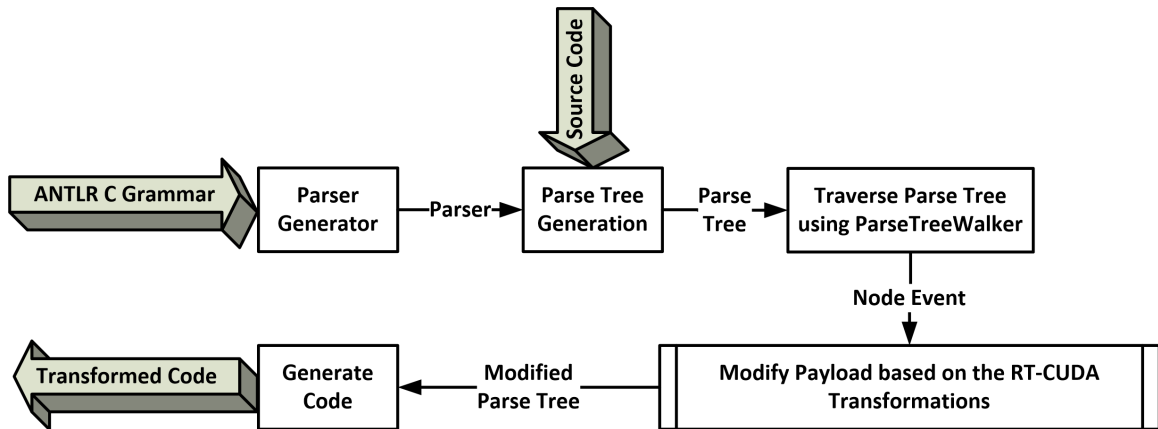 Source Code
ANTLR C Grammar
Parser
Generator
Parser
Parse Tree
Generation
Parse
Tree
Traverse Parse Tree
using ParseTreeWalker
Node Event
Modify Payload based on the RT-CUDA
Transformations
Modified
Parse Tree
Generate
Code
Transformed Code